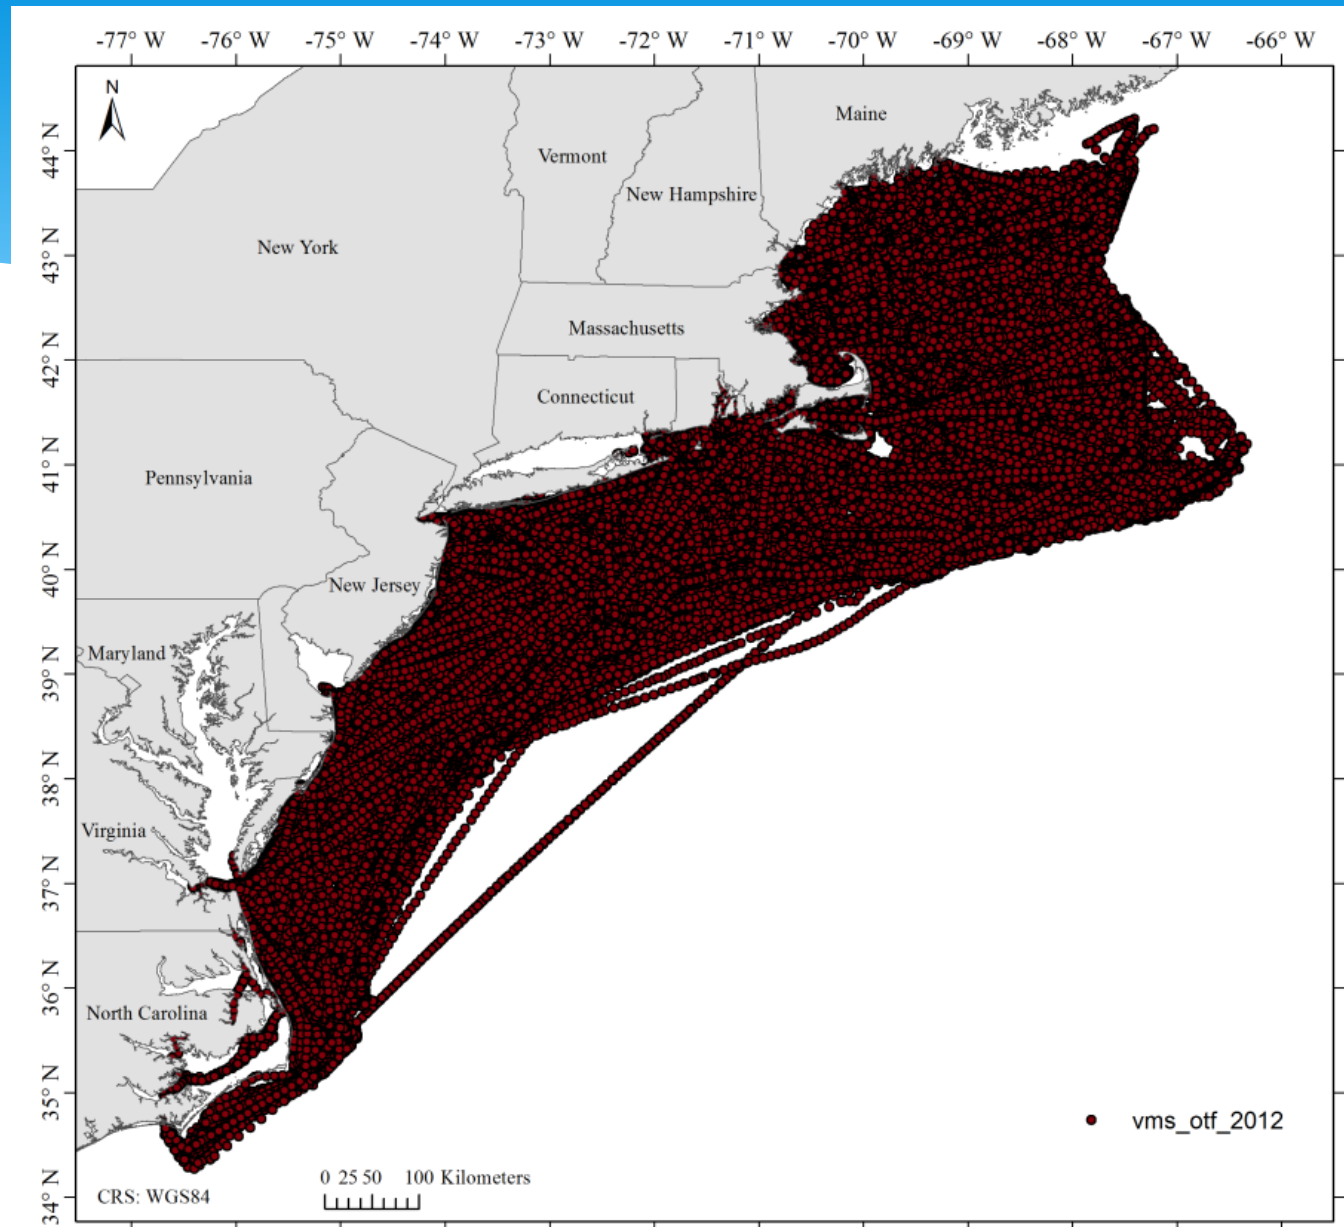 -77° W -76° W -75° W -74° W -73° W -72° W -71° W -70° W -69° W -68° W -67° W -66° W
N
Maine
44° N
Vermont
New Hampshire
New York
43° N
Massachusetts
42° N
Connecticut
41° N
Pennsylvania
40° N
New Jersey
Maryland
39° N
38° N
Virginia
37° N
36° N
North Carolina
35° N
vms_otf_2012
0 25 50 100 Kilometers
CRS: WGS84
34° N